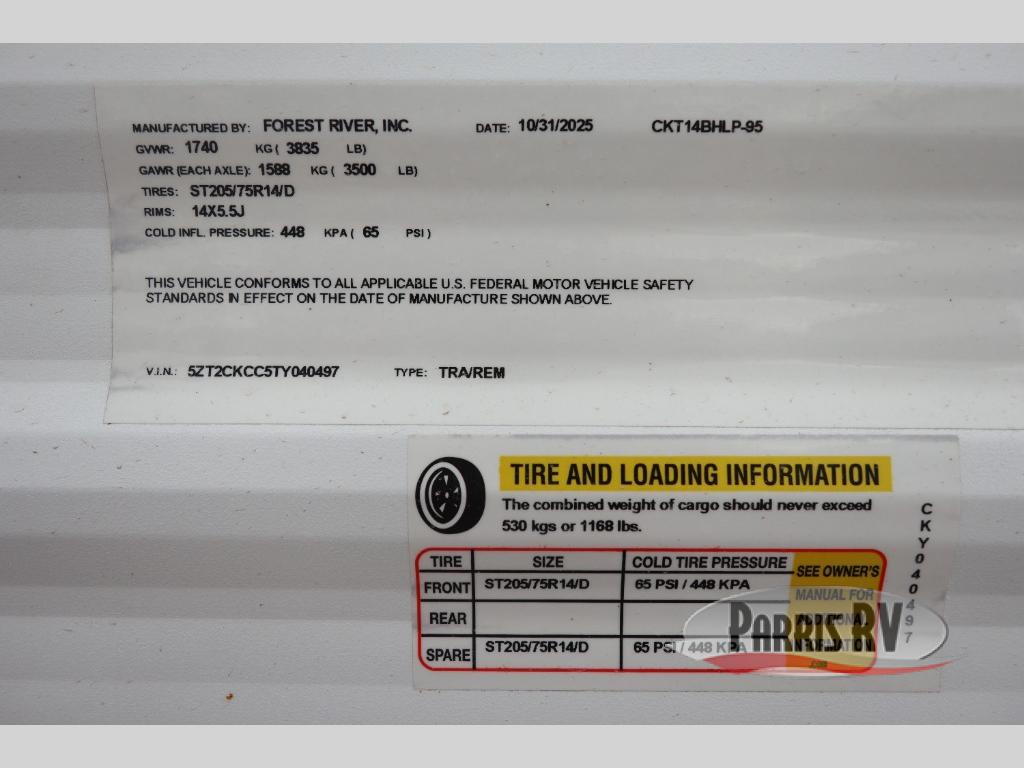 MANUFACTURED BY: FOREST RIVER, INC. DATE: 10/31/2025 CKT14BHLP-95
GVWR: 1740 KG ( 3835 LB)
GAWR (EACH AXLE): 1588 KG ( 3500 LB)
TIRES: ST205/75R14/D
RIMS: 14X5.5J
COLD INFL. PRESSURE: 448 KPA ( 65 PSI )
THIS VEHICLE CONFORMS TO ALL APPLICABLE U.S. FEDERAL MOTOR VEHICLE SAFETY
STANDARDS IN EFFECT ON THE DATE OF MANUFACTURE SHOWN ABOVE.
V.I.N.: 5ZT2CKCC5TY040497 TYPE: TRA/REM
TIRE AND LOADING INFORMATION
The combined weight of cargo should never exceed
530 kgs or 1168 lbs.
TIRE SIZE COLD TIRE PRESSURE
FRONT ST205/75R14/D 65 PSI / 448 KPA
REAR
SPARE ST205/75R14/D 65 PSI / 448 KPA
SEE OWNER'S
MANUAL FOR
ADDITIONAL
INFORMATION
CKY040497
PARRIS RV
.com